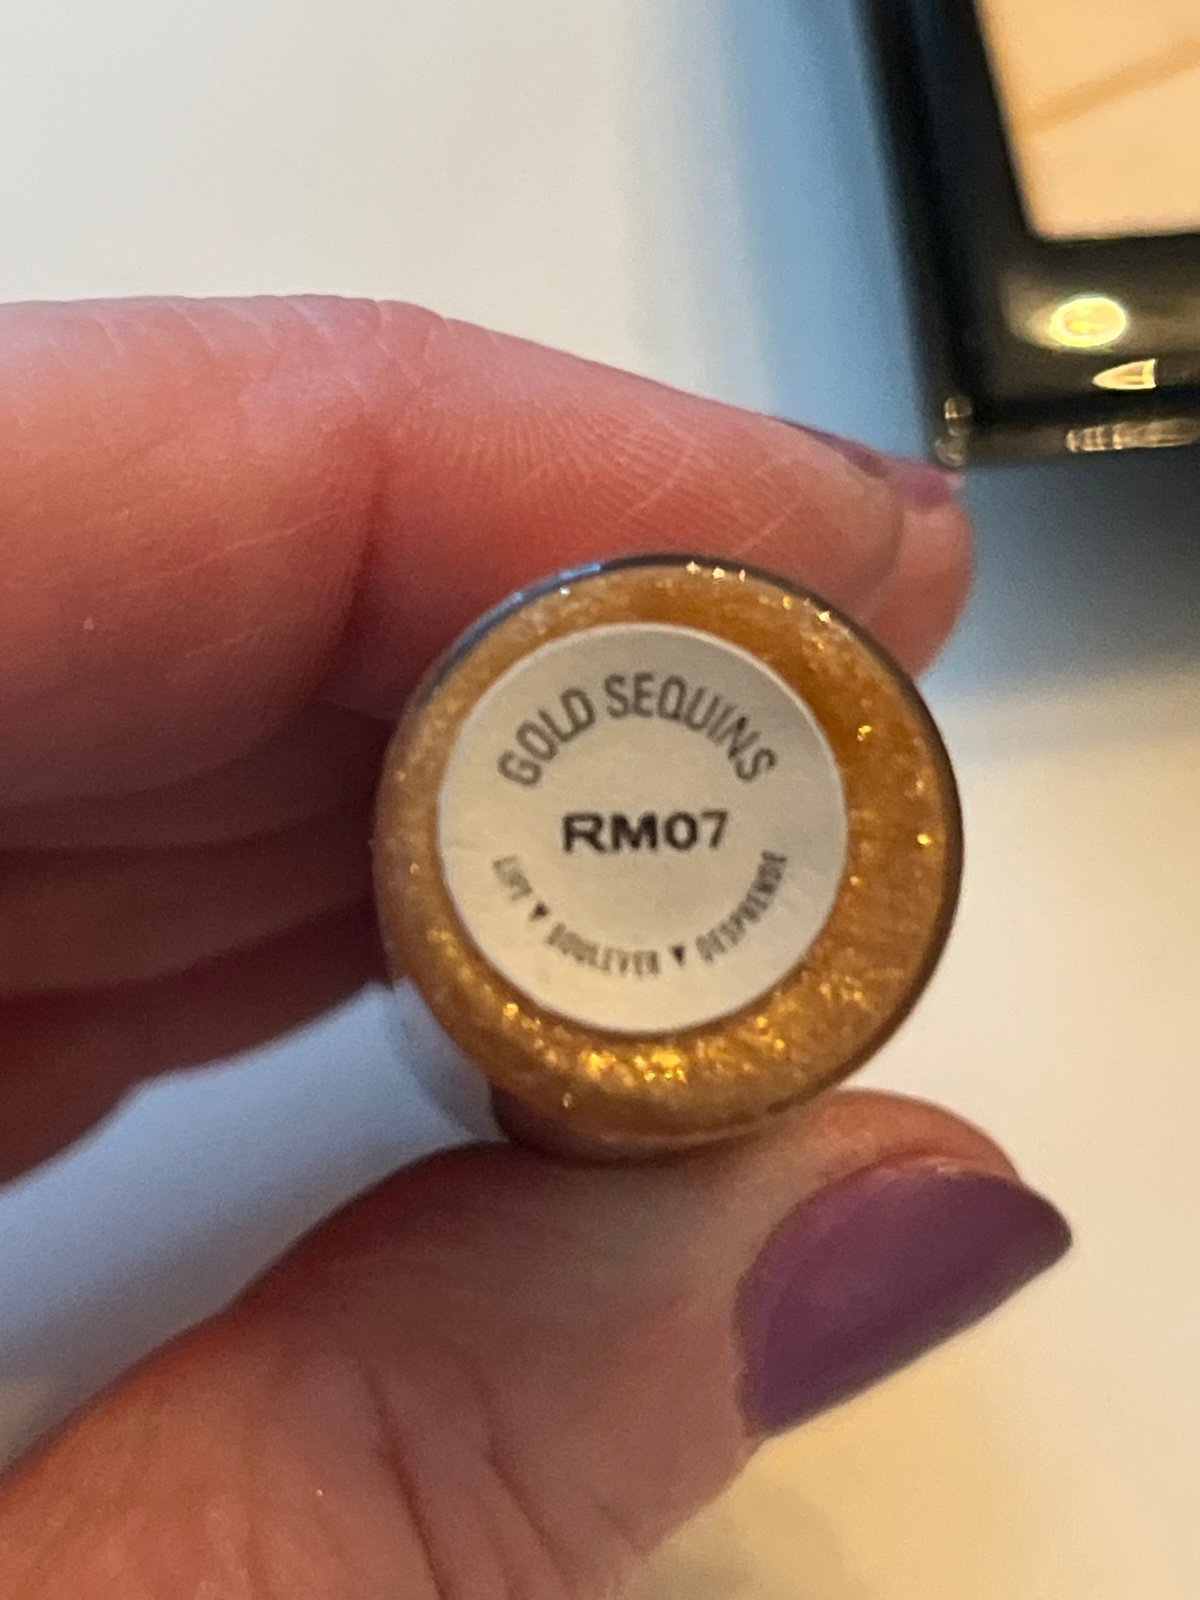 GOLD SEQUINS
RM07
LIFT ▼ SOULEVER ▼ DESPRENDE